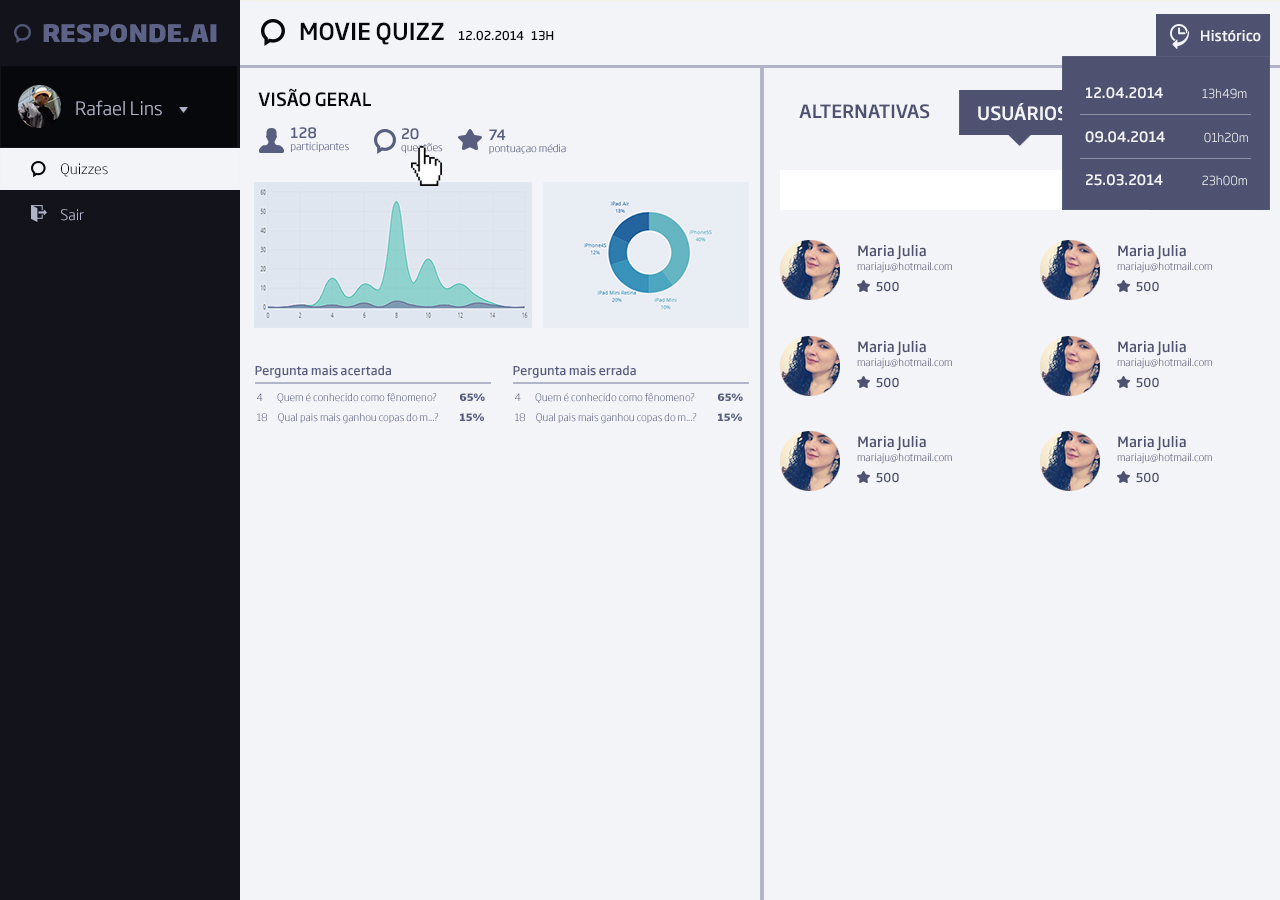 RESPONDE.AI
Rafael Lins
Quizzes
Sair
MOVIE QUIZZ 12.02.2014 13H
Histórico
12.04.2014 13h49m
09.04.2014 01h20m
25.03.2014 23h00m
VISÃO GERAL
128
participantes
20
questões
74
pontuaçao média
60
50
40
30
20
10
0
0 2 4 6 8 10 12 14 16
iPad Air
18%
iPhone5S
40%
iPhone4S
12%
iPad Mini Retina
20%
iPad Mini
10%
Pergunta mais acertada
4 Quem é conhecido como fênomeno? 65%
18 Qual pais mais ganhou copas do m...? 15%
Pergunta mais errada
4 Quem é conhecido como fênomeno? 65%
18 Qual pais mais ganhou copas do m...? 15%
ALTERNATIVAS
USUÁRIOS
Maria Julia
mariaju@hotmail.com
500
Maria Julia
mariaju@hotmail.com
500
Maria Julia
mariaju@hotmail.com
500
Maria Julia
mariaju@hotmail.com
500
Maria Julia
mariaju@hotmail.com
500
Maria Julia
mariaju@hotmail.com
500